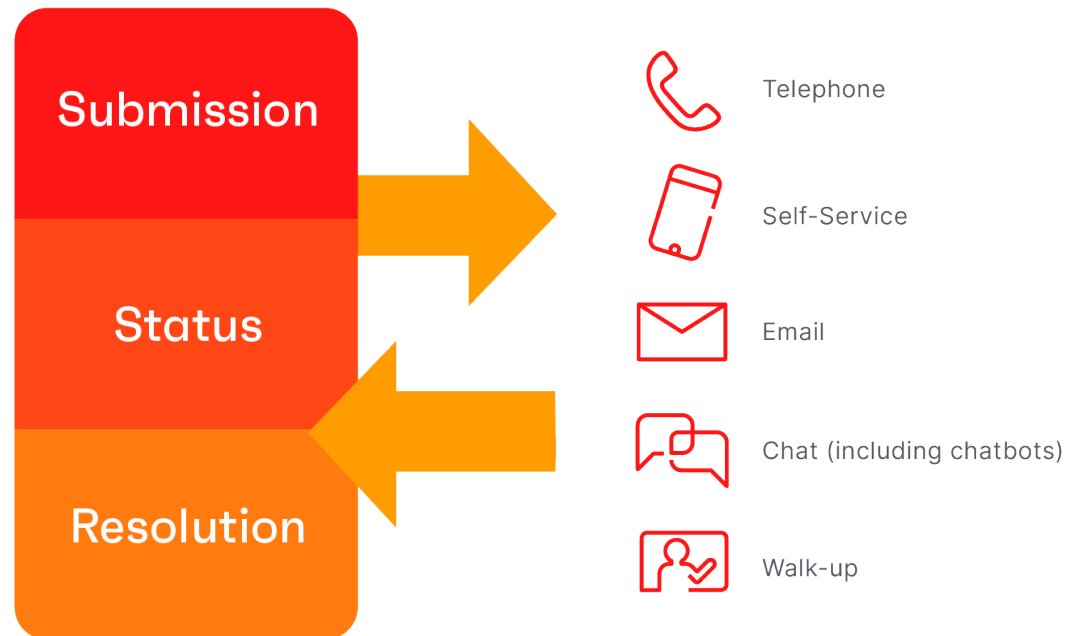 Submission
Status
Resolution
Telephone
Self-Service
Email
Chat (including chatbots)
Walk-up